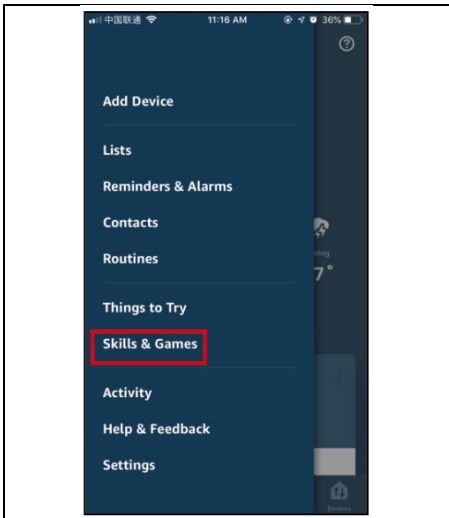 中国联通 11:16 AM 36%
?
Add Device
Lists
Reminders & Alarms
Contacts
Routines
7°
Things to Try
Skills & Games
Activity
Help & Feedback
Settings
Devices